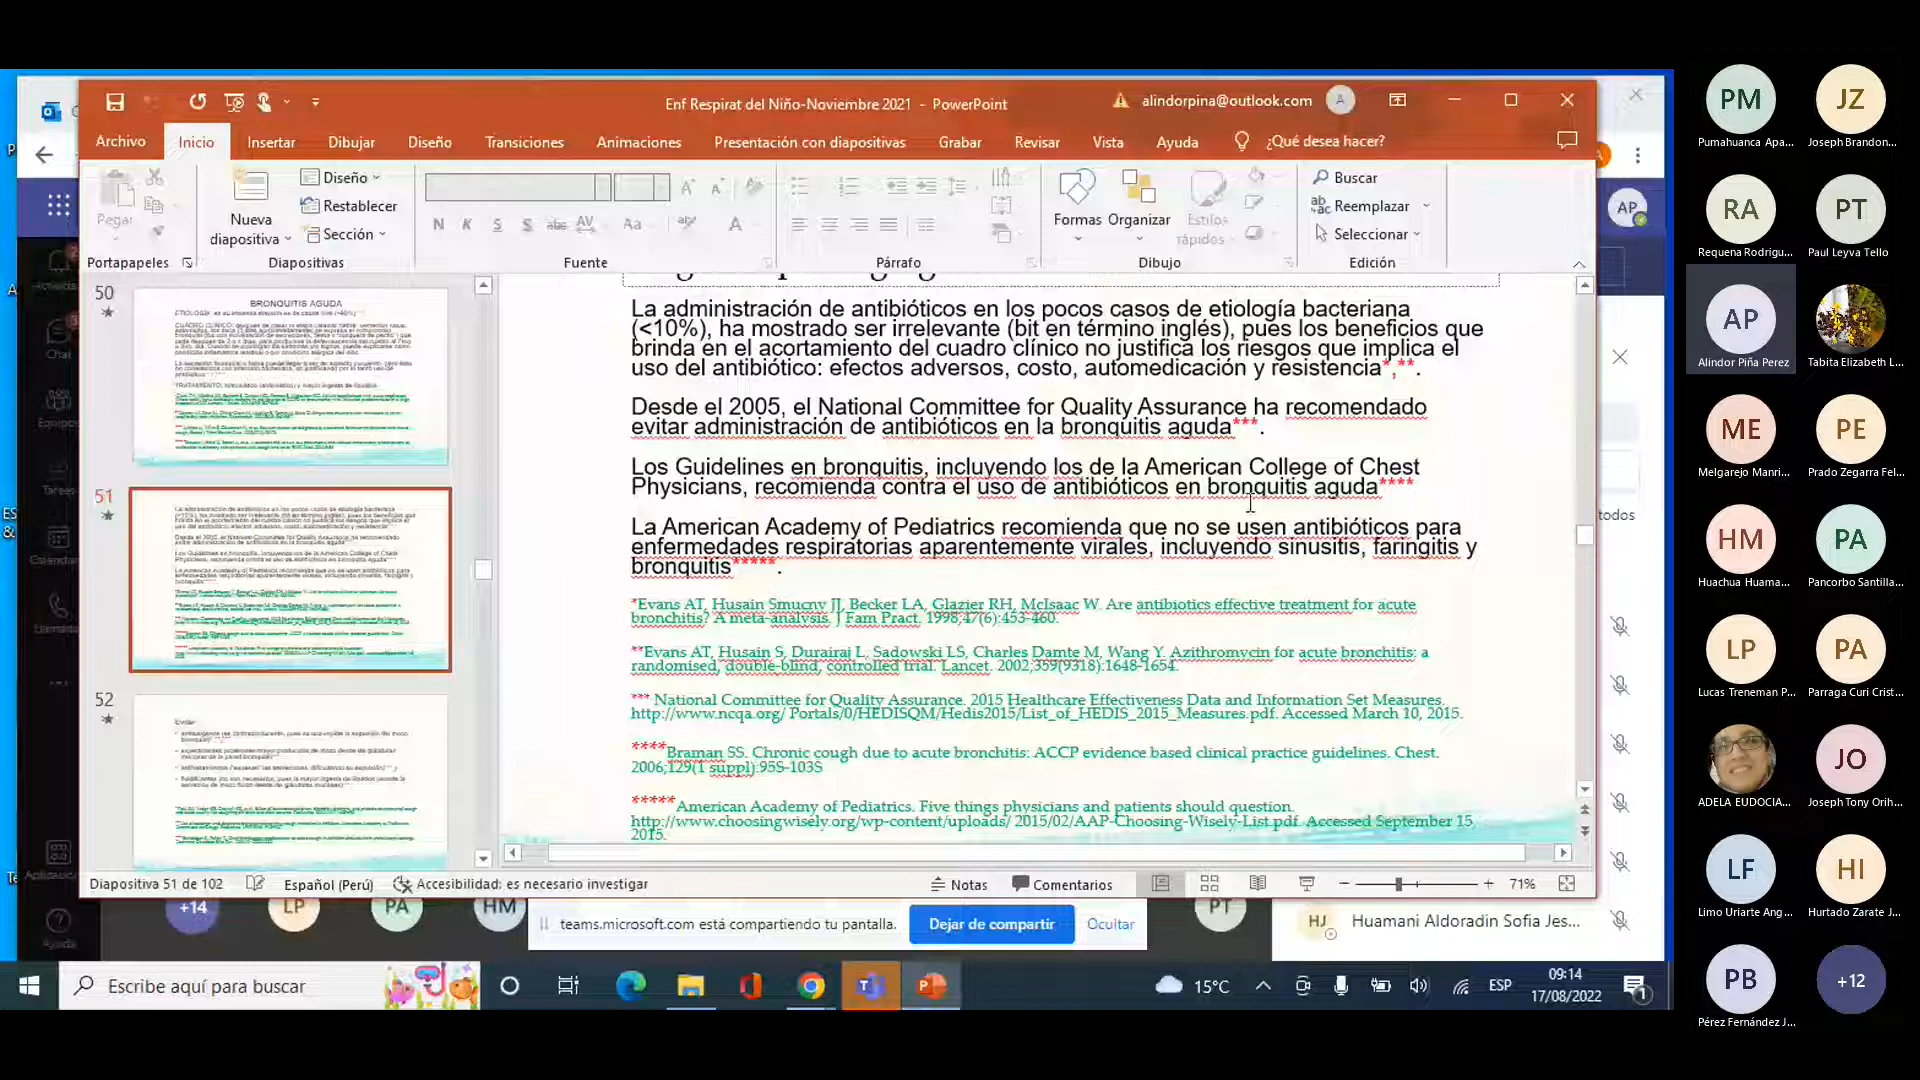 Enf Respirat del Niño-Noviembre 2021 - PowerPoint
alindorpina@outlook.com
A
Archivo
Inicio
Insertar
Dibujar
Diseño
Transiciones
Animaciones
Presentación con diapositivas
Grabar
Revisar
Vista
Ayuda
¿Qué desea hacer?
Pegar
Nueva
diapositiva
Diseño
Restablecer
Sección
N K S abc AV Aa A
Formas
Organizar
Estilos
rápidos
Buscar
Reemplazar
Seleccionar
Portapapeles
Diapositivas
Fuente
Párrafo
Dibujo
Edición
50
BRONQUITIS AGUDA
51
52
La administración de antibióticos en los pocos casos de etiología bacteriana
(<10%), ha mostrado ser irrelevante (bit en término inglés), pues los beneficios que
brinda en el acortamiento del cuadro clínico no justifica los riesgos que implica el
uso del antibiótico: efectos adversos, costo, automedicación y resistencia*,**.
Desde el 2005, el National Committee for Quality Assurance ha recomendado
evitar administración de antibióticos en la bronquitis aguda***.
Los Guidelines en bronquitis, incluyendo los de la American College of Chest
Physicians, recomienda contra el uso de antibióticos en bronquitis aguda****
La American Academy of Pediatrics recomienda que no se usen antibióticos para
enfermedades respiratorias aparentemente virales, incluyendo sinusitis, faringitis y
bronquitis*****.
*Evans AT, Husain Smucny JJ, Becker LA, Glazier RH, McIsaac W. Are antibiotics effective treatment for acute
bronchitis? A meta-analysis. J Fam Pract. 1998;47(6):453-460.
**Evans AT, Husain S, Durairaj L, Sadowski LS, Charles Damte M, Wang Y. Azithromycin for acute bronchitis: a
randomised, double-blind, controlled trial. Lancet. 2002;359(9318):1648-1654.
*** National Committee for Quality Assurance. 2015 Healthcare Effectiveness Data and Information Set Measures.
http://www.ncqa.org/ Portals/0/HEDISQM/Hedis2015/List_of_HEDIS_2015_Measures.pdf. Accessed March 10, 2015.
****Braman SS. Chronic cough due to acute bronchitis: ACCP evidence based clinical practice guidelines. Chest.
2006;129(1 suppl):95S-103S
*****American Academy of Pediatrics. Five things physicians and patients should question.
http://www.choosingwisely.org/wp-content/uploads/ 2015/02/AAP-Choosing-Wisely-List.pdf. Accessed September 15,
2015.
Diapositiva 51 de 102
Español (Perú)
Accesibilidad: es necesario investigar
Notas
Comentarios
71%
+14
LP
PA
HM
teams.microsoft.com está compartiendo tu pantalla.
Dejar de compartir
Ocultar
PT
HJ
Huamani Aldoradin Sofia Jes...
todos
AP
Escribe aquí para buscar
15°C
ESP
09:14
17/08/2022
1
PM
Pumahuanca Apa...
JZ
Joseph Brandon...
RA
Requena Rodrigu...
PT
Paul Leyva Tello
AP
Alindor Piña Perez
Tabita Elizabeth L...
ME
Melgarejo Manri...
PE
Prado Zegarra Fel...
HM
Huachua Huama...
PA
Pancorbo Santilla...
LP
Lucas Treneman P...
PA
Parraga Curi Crist...
ADELA EUDOCIA...
JO
Joseph Tony Orih...
LF
Limo Uriarte Ang...
HI
Hurtado Zarate J...
PB
Pérez Fernández J...
+12